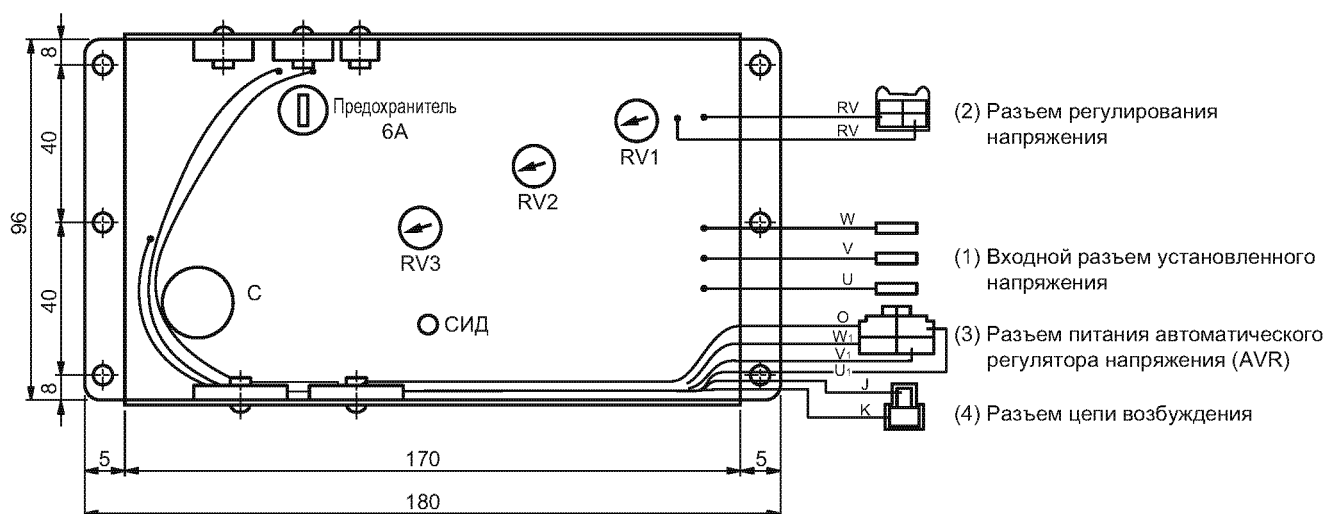 8
40
96
40
8
Предохранитель
6А
RV1
RV2
RV3
C
СИД
RV
RV
(2) Разъем регулирования
напряжения
W
V
U
(1) Входной разъем установленного
напряжения
O
W1
V1
U1
(3) Разъем питания автоматического
регулятора напряжения (AVR)
J
K
(4) Разъем цепи возбуждения
5
170
5
180